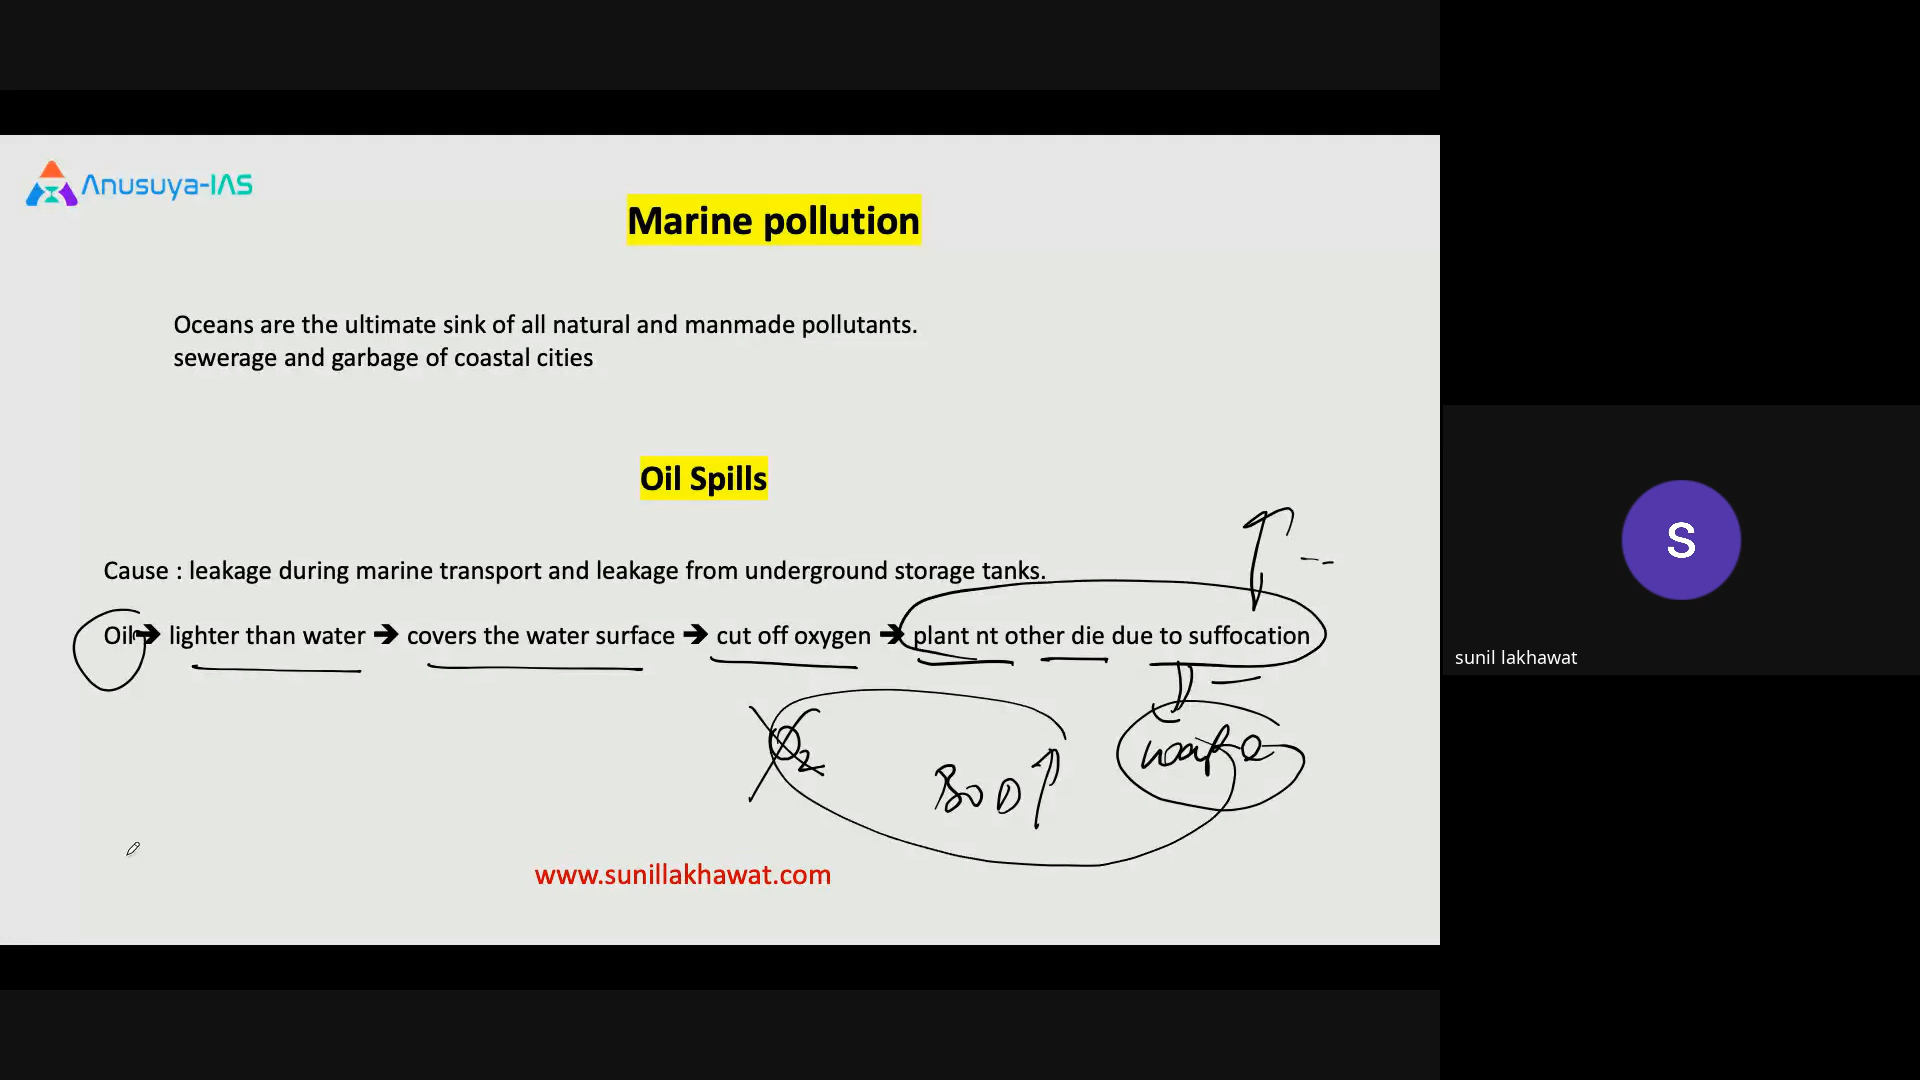 Anusuya-IAS
Marine pollution
Oceans are the ultimate sink of all natural and manmade pollutants.
sewerage and garbage of coastal cities
Oil Spills
Cause : leakage during marine transport and leakage from underground storage tanks.
Oil➔ lighter than water ➔ covers the water surface ➔ cut off oxygen ➔ plant nt other die due to suffocation
O2
BOD↑
www.sunillakhawat.com
S
sunil lakhawat